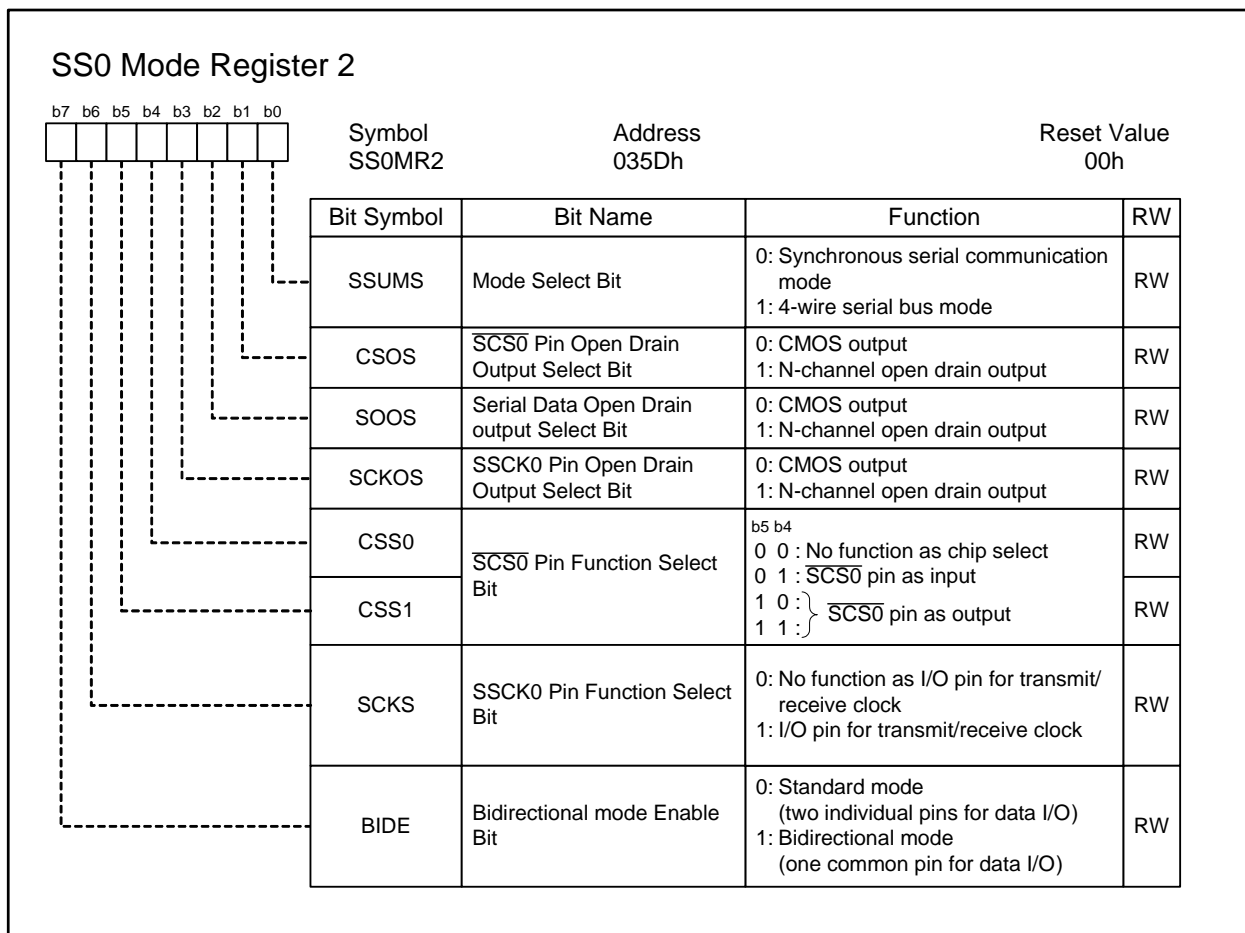 SS0 Mode Register 2
b7 b6 b5 b4 b3 b2 b1 b0
Symbol Address Reset Value
SS0MR2 035Dh 00h
Bit Symbol Bit Name Function RW
SSUMS Mode Select Bit 0: Synchronous serial communication
mode
1: 4-wire serial bus mode RW
CSOS SCS0 Pin Open Drain
Output Select Bit 0: CMOS output
1: N-channel open drain output RW
SOOS Serial Data Open Drain
output Select Bit 0: CMOS output
1: N-channel open drain output RW
SCKOS SSCK0 Pin Open Drain
Output Select Bit 0: CMOS output
1: N-channel open drain output RW
CSS0 RW
CSS1 RW
SCS0 Pin Function Select
Bit
b5 b4
0 0 : No function as chip select
0 1 : SCS0 pin as input
1 0 :
1 1 : } SCS0 pin as output
SCKS SSCK0 Pin Function Select
Bit 0: No function as I/O pin for transmit/
receive clock
1: I/O pin for transmit/receive clock RW
BIDE Bidirectional mode Enable
Bit 0: Standard mode
(two individual pins for data I/O)
1: Bidirectional mode
(one common pin for data I/O) RW